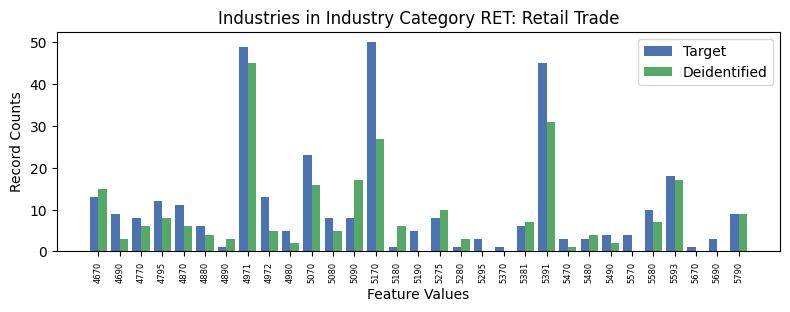 Industries in Industry Category RET: Retail Trade
Target
Deidentified
Record Counts
50
40
30
20
10
0
4670 4690 4770 4795 4870 4880 4890 4971 4972 4980 5070 5080 5090 5170 5180 5190 5275 5280 5295 5370 5381 5391 5470 5480 5490 5570 5580 5593 5670 5690 5790
Feature Values